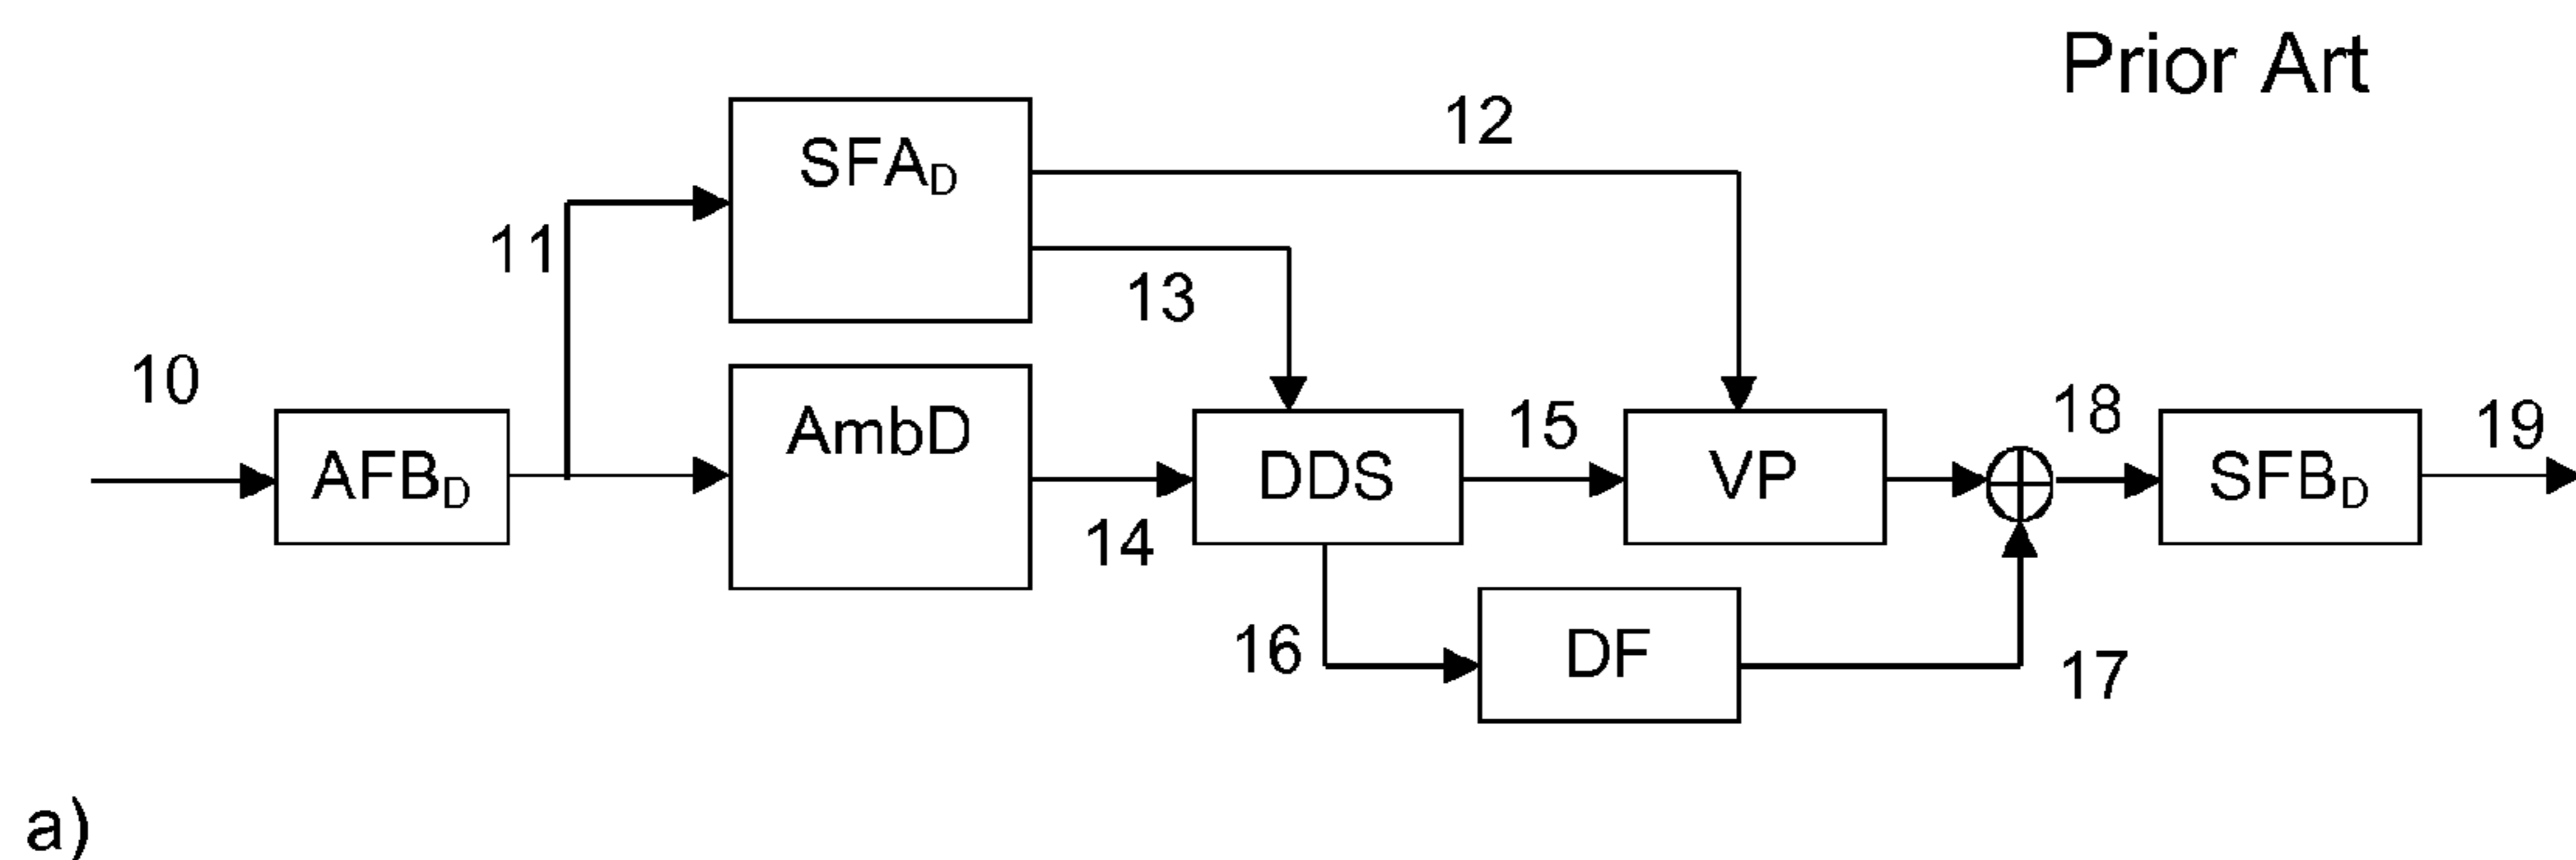 Prior Art
12
SFA_D
11
13
10
AmbD
AFB_D
14
DDS
15
VP
18
SFB_D
19
16
DF
17
a)